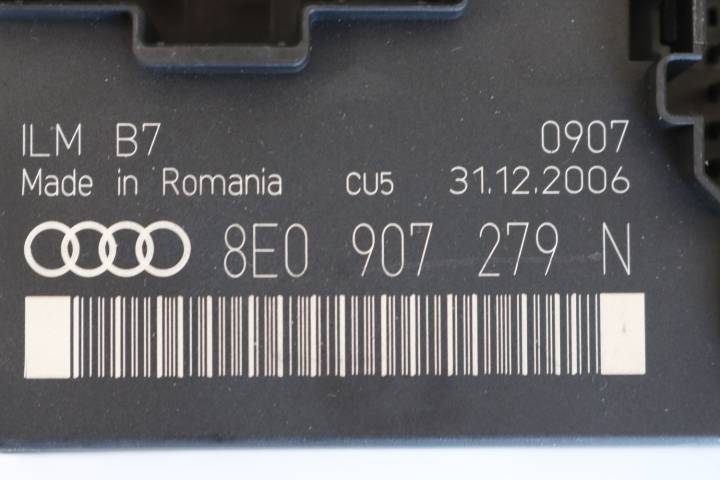 ILM B7 0907
Made in Romania CU5 31.12.2006
8E0 907 279 N